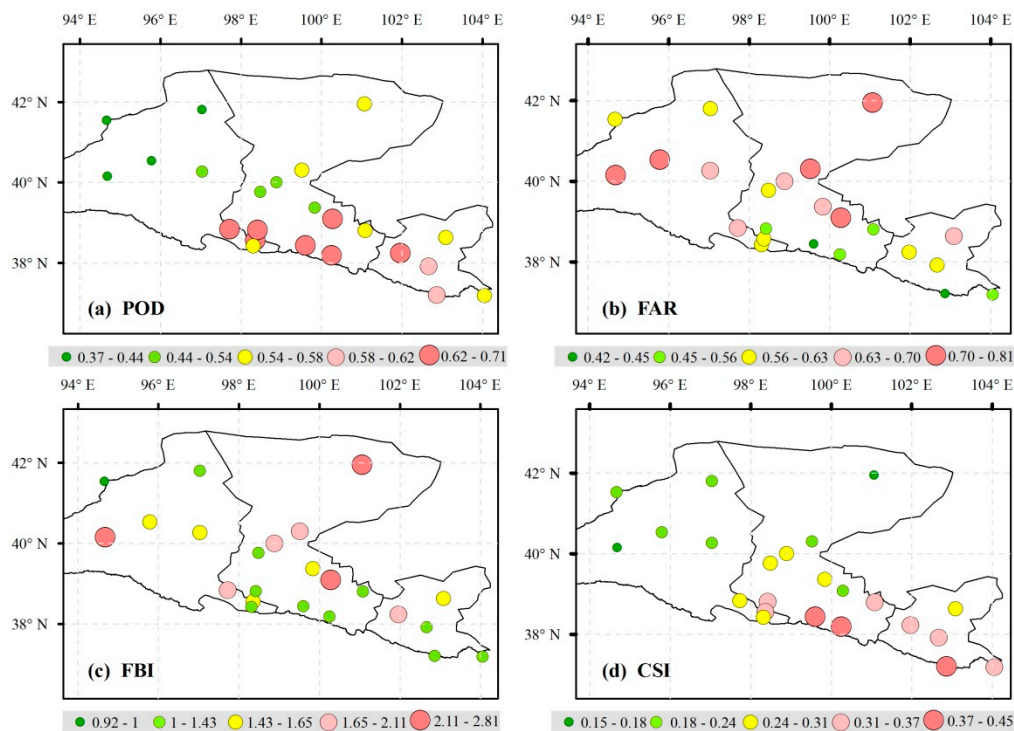 94° E 96° E 98° E 100° E 102° E 104° E
42° N
40° N
38° N
(a) POD
0.37 - 0.44 0.44 - 0.54 0.54 - 0.58 0.58 - 0.62 0.62 - 0.71
94° E 96° E 98° E 100° E 102° E 104° E
42° N
40° N
38° N
(b) FAR
0.42 - 0.45 0.45 - 0.56 0.56 - 0.63 0.63 - 0.70 0.70 - 0.81
94° E 96° E 98° E 100° E 102° E 104° E
42° N
40° N
38° N
(c) FBI
0.92 - 1 1 - 1.43 1.43 - 1.65 1.65 - 2.11 2.11 - 2.81
94° E 96° E 98° E 100° E 102° E 104° E
42° N
40° N
38° N
(d) CSI
0.15 - 0.18 0.18 - 0.24 0.24 - 0.31 0.31 - 0.37 0.37 - 0.45